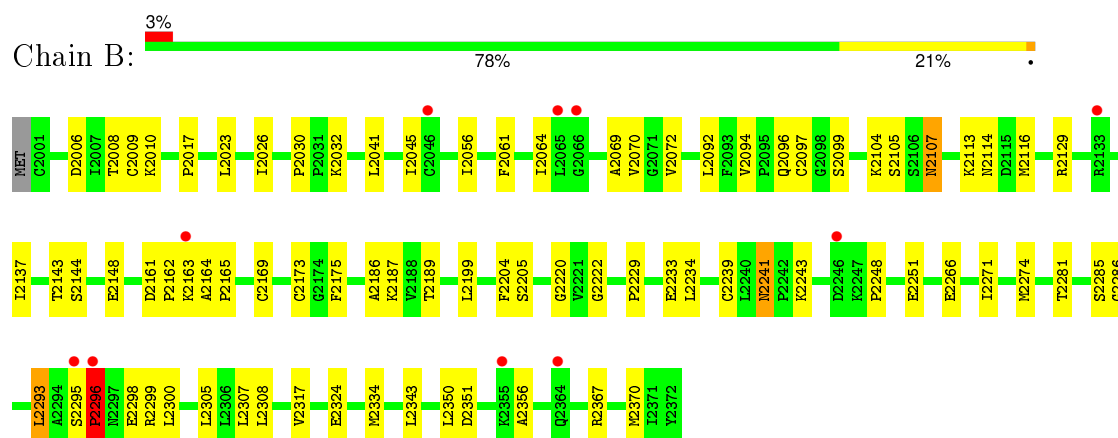 3%
Chain B:
78% 21% •
MET C2001 D2006 I2007 T2008 C2009 K2010 P2017 L2023 I2026 P2030 P2031 K2032 L2041 I2045 C2046 I2056 F2061 I2064 L2065 G2066 A2069 V2070 G2071 V2072 L2092 F2093 V2094 P2095 Q2096 C2097 G2098 S2099 K2104 S2105 S2106 N2107 K2113 N2114 D2115 M2116 R2129 R2133
I2137 T2143 S2144 E2148 D2161 P2162 K2163 A2164 P2165 C2169 C2173 G2174 F2175 A2186 K2187 V2188 T2189 L2199 F2204 S2205 G2220 V2221 G2222 P2229 E2233 L2234 C2239 L2240 N2241 P2242 K2243 D2246 K2247 P2248 E2251 E2266 I2271 M2274 T2281 S2285
L2293 A2294 S2295 P2296 N2297 E2298 R2299 L2300 L2305 L2306 L2307 L2308 V2317 E2324 M2334 L2343 L2350 D2351 K2355 A2356 Q2364 R2367 M2370 I2371 Y2372